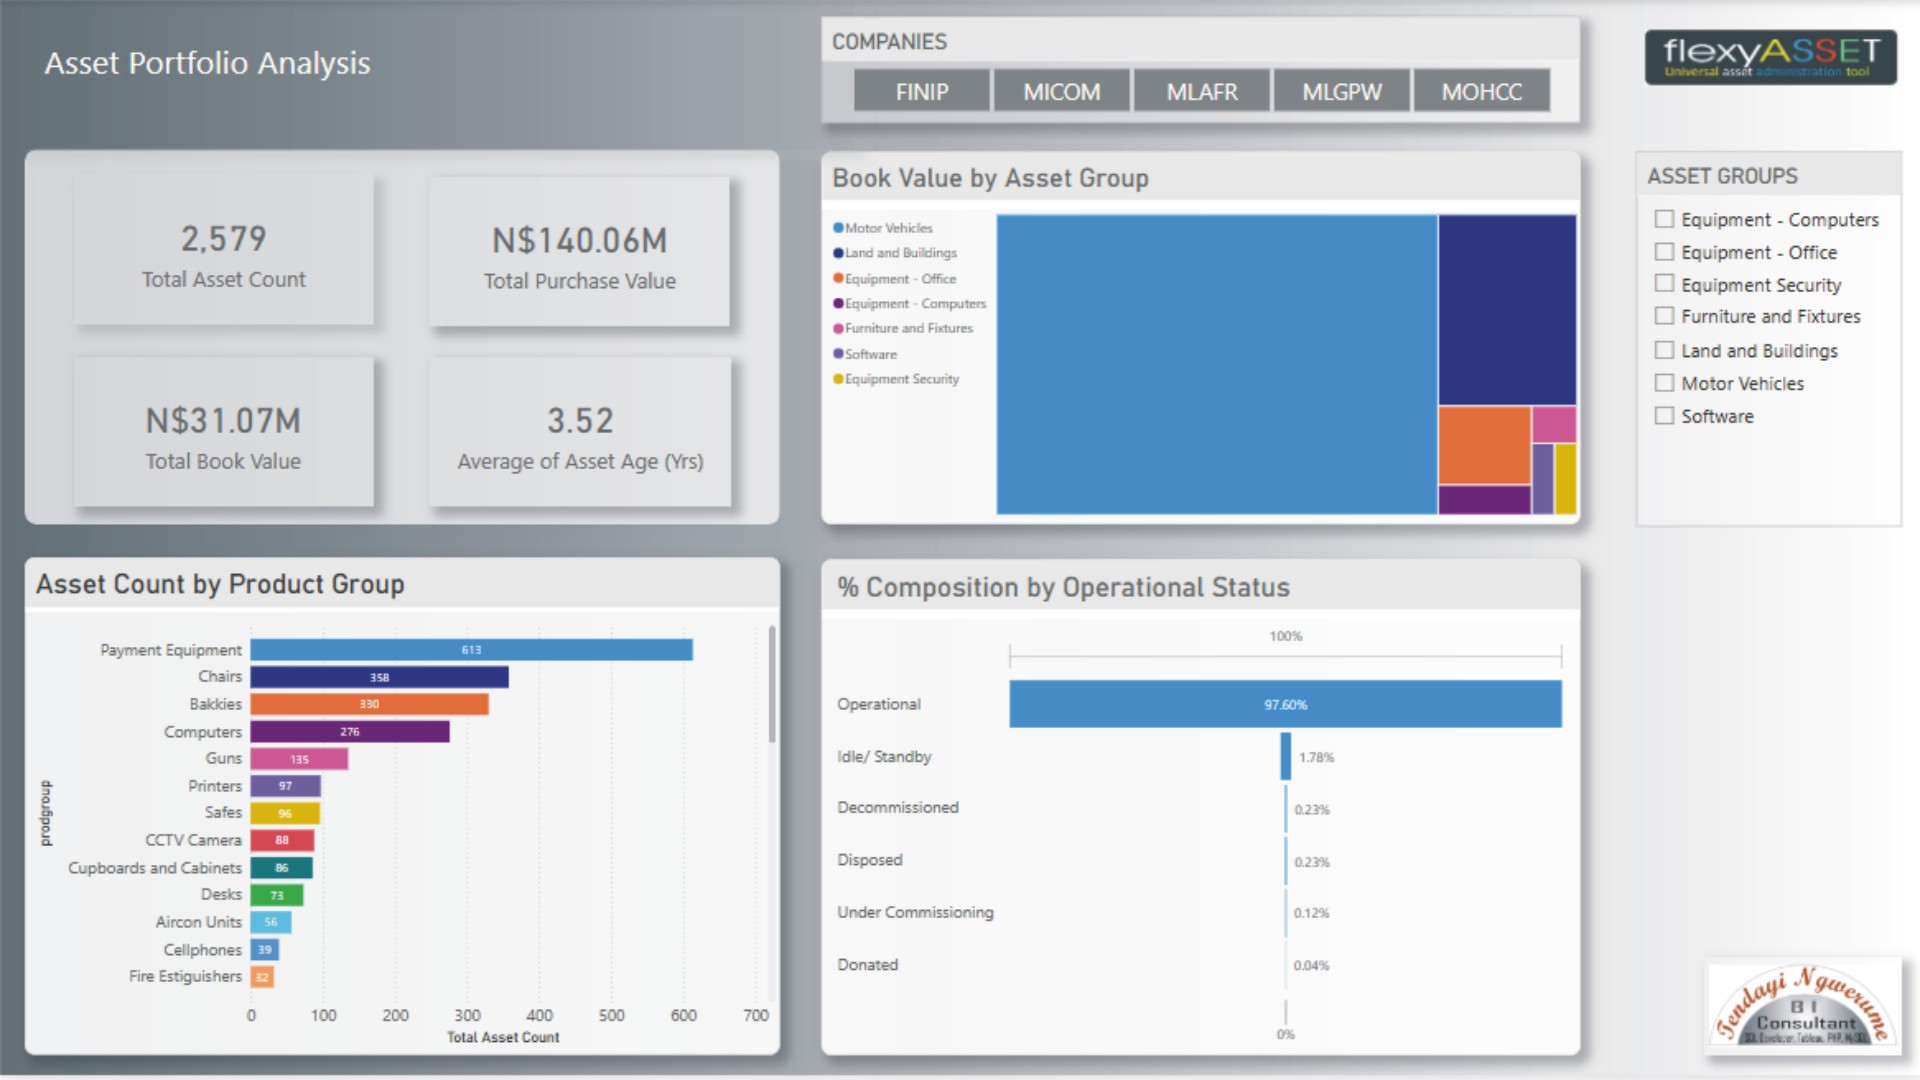 Asset Portfolio Analysis
COMPANIES
FINIP MICOM MLAFR MLGPW MOHCC
flexyASSET
Universal asset administration tool
2,579
Total Asset Count
N$140.06M
Total Purchase Value
N$31.07M
Total Book Value
3.52
Average of Asset Age (Yrs)
Book Value by Asset Group
Motor Vehicles
Land and Buildings
Equipment - Office
Equipment - Computers
Furniture and Fixtures
Software
Equipment Security
ASSET GROUPS
Equipment - Computers
Equipment - Office
Equipment Security
Furniture and Fixtures
Land and Buildings
Motor Vehicles
Software
Asset Count by Product Group
prodgroup
Payment Equipment 613
Chairs 358
Bakkies 330
Computers 276
Guns 135
Printers 97
Safes 96
CCTV Camera 88
Cupboards and Cabinets 86
Desks 73
Aircon Units 56
Cellphones 39
Fire Estiguishers 32
0 100 200 300 400 500 600 700
Total Asset Count
% Composition by Operational Status
100%
Operational 97.60%
Idle/ Standby 1.78%
Decommissioned 0.23%
Disposed 0.23%
Under Commissioning 0.12%
Donated 0.04%
0%
Tendayi Ngwerume
BI
Consultant
SQL Developer, Tableau, PHP, MySQL